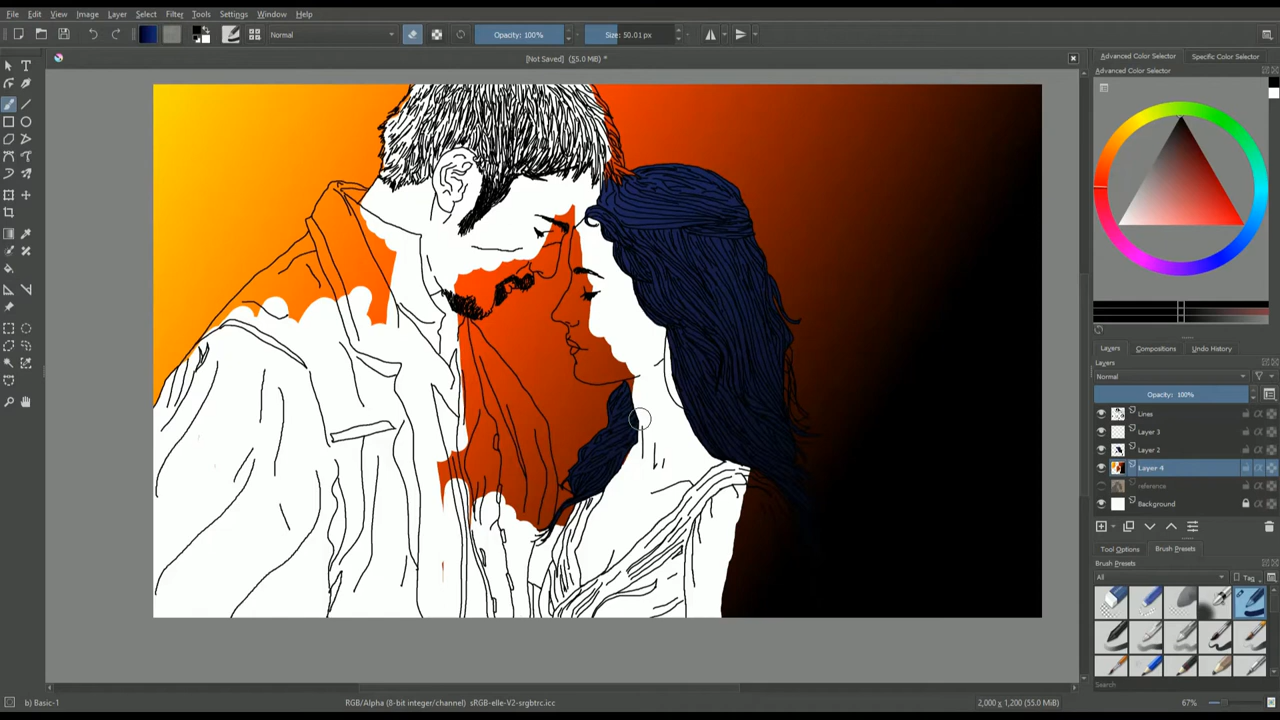 File Edit View Image Layer Select Filter Tools Settings Window Help
Normal
Opacity: 100%
Size: 50.01 px
[Not Saved] (55.0 MiB) *
Advanced Color Selector Specific Color Selector
Advanced Color Selector
Layers Compositions Undo History
Layers
Normal
Opacity: 100%
Lines
Layer 3
Layer 2
Layer 4
reference
Background
Tool Options Brush Presets
Brush Presets
All Tag
Search
b) Basic-1 RGB/Alpha (8-bit integer/channel) sRGB-elle-V2-srgbtrc.icc 2,000 x 1,200 (55.0 MiB) 67%